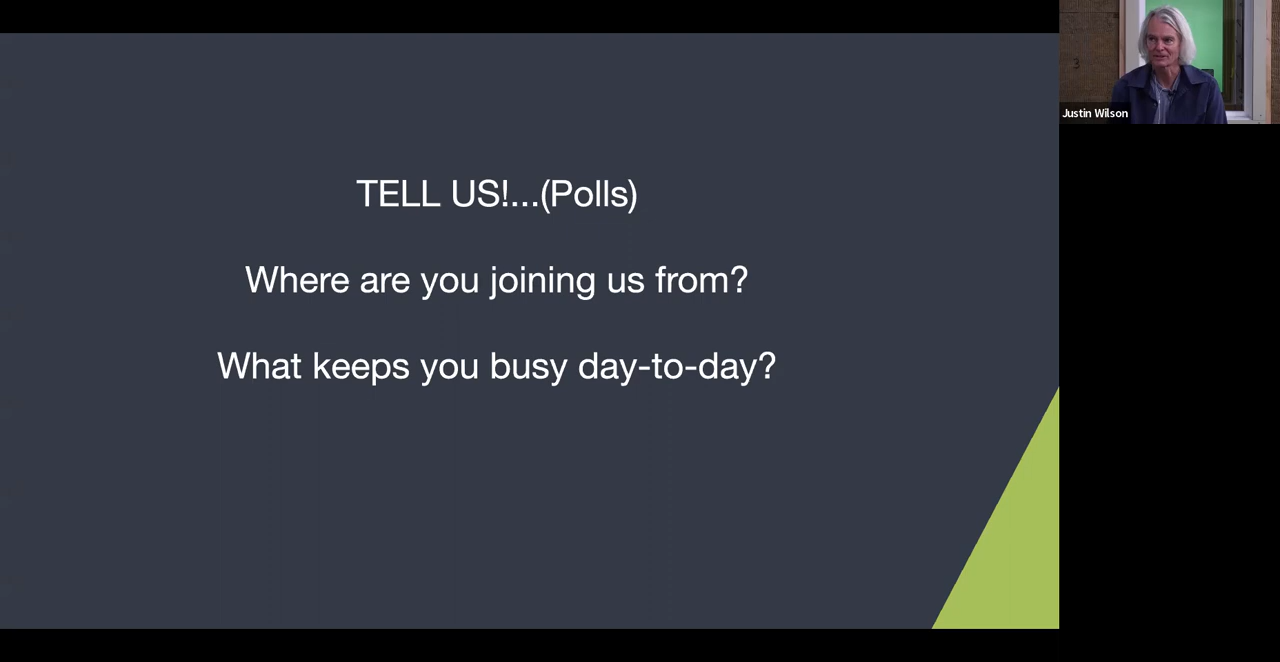 TELL US!...(Polls)
Where are you joining us from?
What keeps you busy day-to-day?
Justin Wilson